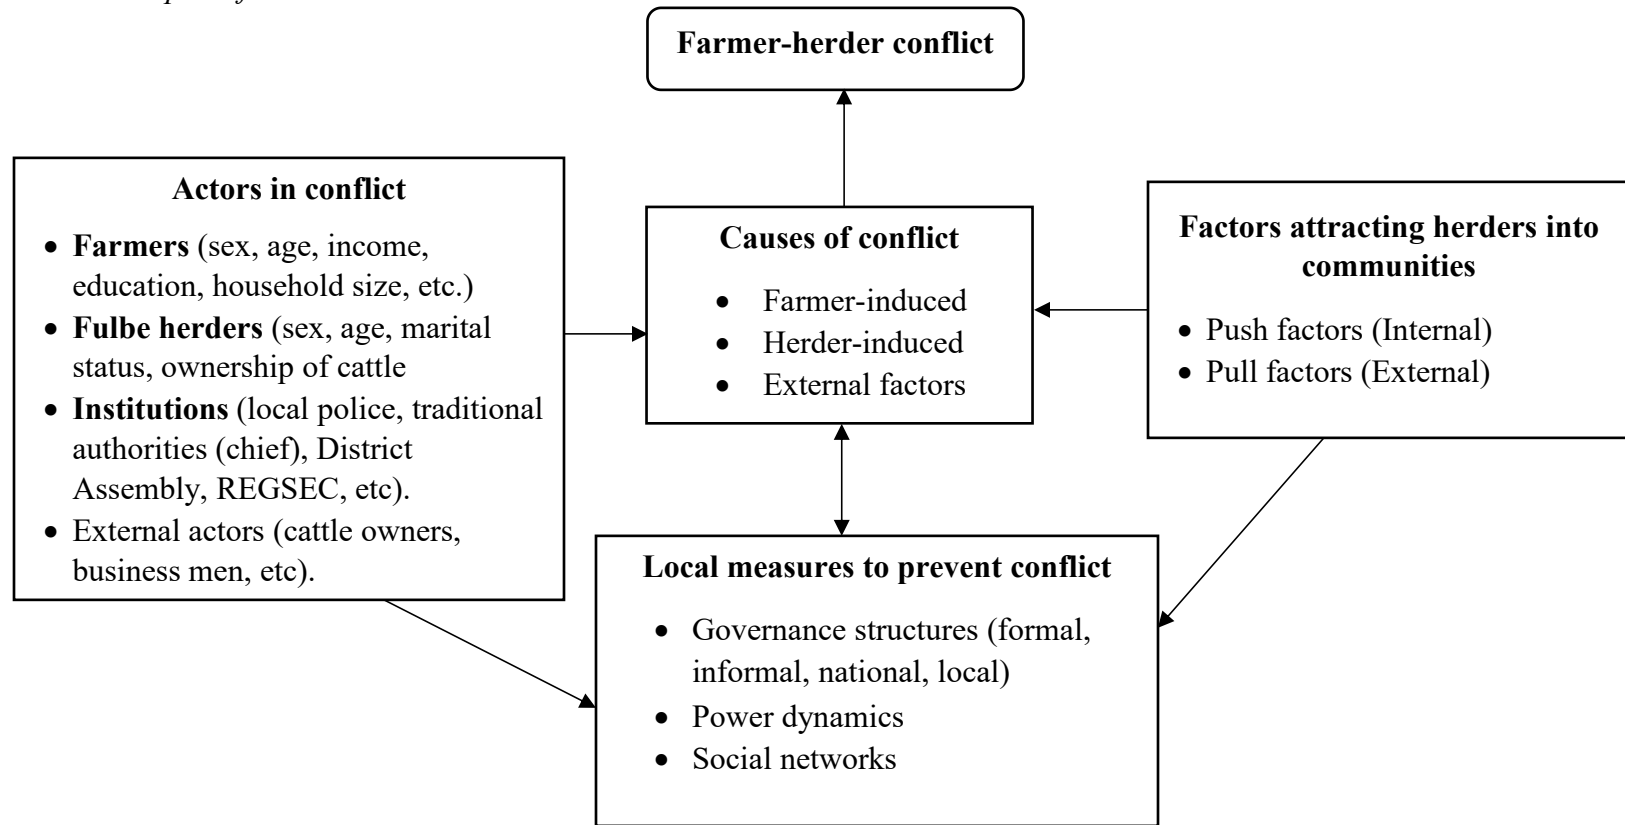 Farmer-herder conflict
Actors in conflict
• Farmers (sex, age, income,
education, household size, etc.)
• Fulbe herders (sex, age, marital
status, ownership of cattle
• Institutions (local police, traditional
authorities (chief), District
Assembly, REGSEC, etc).
• External actors (cattle owners,
business men, etc).
Causes of conflict
• Farmer-induced
• Herder-induced
• External factors
Factors attracting herders into
communities
• Push factors (Internal)
• Pull factors (External)
Local measures to prevent conflict
• Governance structures (formal,
informal, national, local)
• Power dynamics
• Social networks